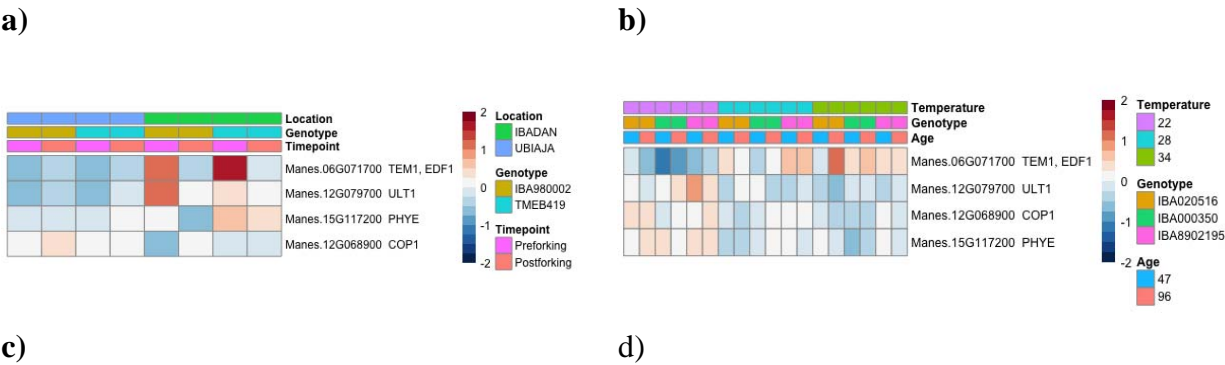 a)
b)
Location
Genotype
Timepoint
Manes.06G071700 TEM1, EDF1
Manes.12G079700 ULT1
Manes.15G117200 PHYE
Manes.12G068900 COP1
2
1
0
-1
-2
Location
IBADAN
UBIAJA
Genotype
IBA980002
TMEB419
Timepoint
Preforking
Postforking
Temperature
Genotype
Age
Manes.06G071700 TEM1, EDF1
Manes.12G079700 ULT1
Manes.12G068900 COP1
Manes.15G117200 PHYE
2
1
0
-1
-2
Temperature
22
28
34
Genotype
IBA020516
IBA000350
IBA8902195
Age
47
96
c)
d)